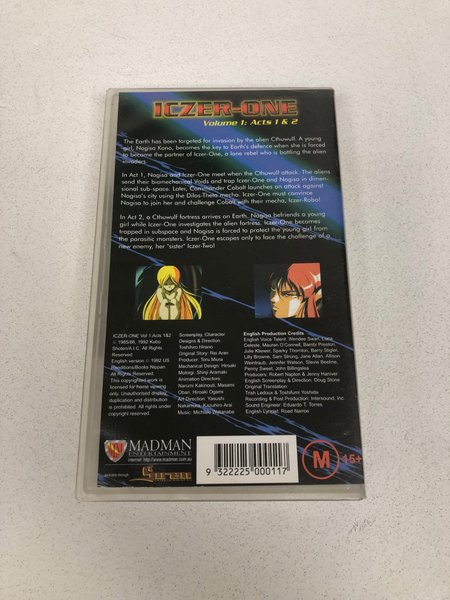 ICZER-ONE
Volume 1: Acts 1 & 2
The Earth has been targeted for invasion by the alien Cthuwulf. A young
girl, Nagisa Kano, becomes the key to Earth's defence when she is forced
to become the partner of Iczer-One, a lone rebel who is battling the alien
invaders.
In Act 1, Nagisa and Iczer-One meet when the Cthuwulf attack. The aliens
send their biomechanical Voids and trap Iczer-One and Nagisa in dimen-
sional sub-space. Later, Commander Cobalt launches an attack against
Nagisa's city using the Dilos-Theta mecha. Iczer-One must convince
Nagisa to join her and challenge Cobalt with their mecha, Iczer-Robo!
In Act 2, a Cthuwulf fortress arrives on Earth. Nagisa befriends a young
girl while Iczer-One investigates the alien fortress. Iczer-One becomes
trapped in subspace and Nagisa is forced to protect the young girl from
the parasitic monsters. Iczer-One escapes only to face the challenge of a
new enemy, her "sister" Iczer-Two!
ICZER-ONE Vol 1 Acts 1&2
© 1985/86, 1992 Kubo
Shoten/A.I.C. All Rights
Reserved
English version © 1992 US
Renditions/Books Nippan.
All Rights Reserved.
This copyrighted work is
licensed for home viewing
only. Unauthorised display,
duplication and distribution
is prohibited. All rights
under copyright reserved.
Screenplay, Character
Designs & Direction:
Toshihiro Hirano
Original Story: Rei Aran
Producer: Toru Miura
Mechanical Design: Hiroaki
Motoigi, Shinji Aramaki
Animation Directors:
Narumi Kakinouti, Masami
Obari, Hiroaki Ogami
Art Direction: Yasushi
Nakamura, Kazuhiro Arai
Music: Michiaki Watanabe
English Production Credits
English Voice Talent: Wendee Swan, Dana
Celeste, Maureen O'Connell, Bambi Preston,
Julie Kliewer, Sparky Thornton, Barry Stigler,
Lilly Browne, Sam Strong, Jane Allan, Allison
Weintraub, Jennifer Watson, Stevie Bodine,
Penny Sweet, John Billingslea
Producers: Robert Napton & Jenny Haniver
English Screenplay & Direction: Doug Stone
Original Translation:
Trish Ledoux & Toshifumi Yoshida
Recording & Post Production: Intersound, Inc.
Sound Engineer: Eduardo T. Torres
English Lyricist: Road Narros
MADMAN
ENTERTAINMENT
internet: http://www.madman.com.au
available through
Siren
9 322225 000117
M 15+